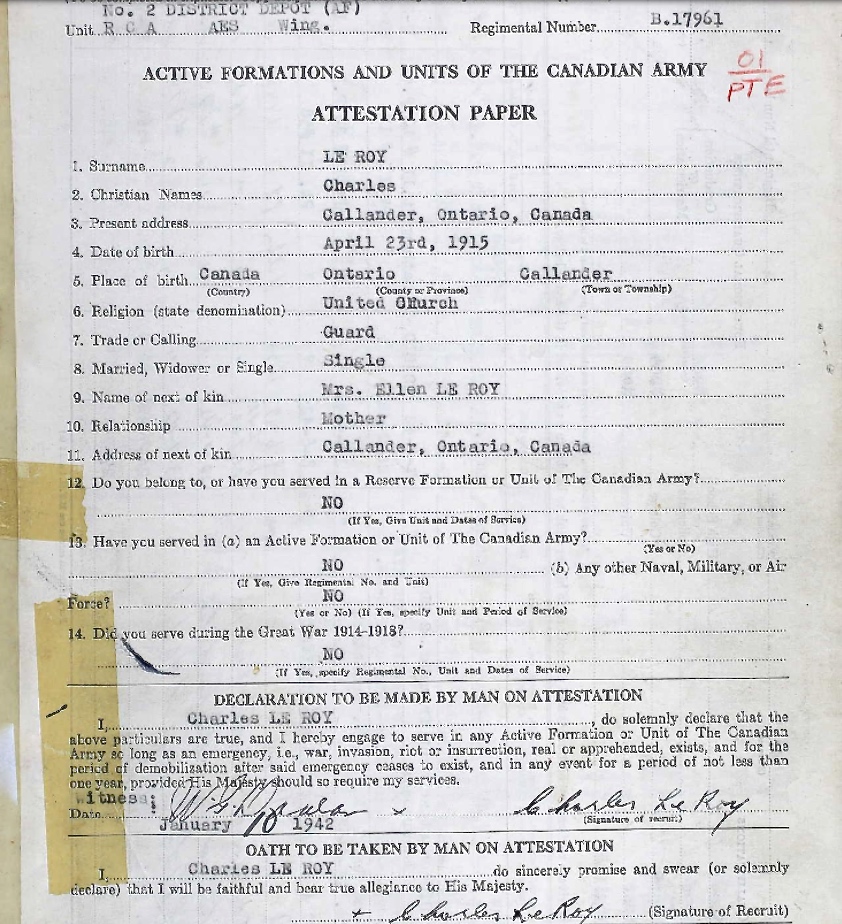 No. 2 DISTRICT DEPOT (AF)
Unit R C A AES Wing. Regimental Number B.17961
ACTIVE FORMATIONS AND UNITS OF THE CANADIAN ARMY
01
PTE
ATTESTATION PAPER
1. Surname LE ROY
2. Christian Names Charles
3. Present address Callander, Ontario, Canada
4. Date of birth April 23rd, 1915
5. Place of birth Canada Ontario Callander
(Country) (County or Province) (Town or Township)
6. Religion (state denomination) United Church
7. Trade or Calling Guard
8. Married, Widower or Single Single
9. Name of next of kin Mrs. Ellen LE ROY
10. Relationship Mother
11. Address of next of kin Callander, Ontario, Canada
12. Do you belong to, or have you served in a Reserve Formation or Unit of The Canadian Army?
NO
(If Yes, Give Unit and Dates of Service)
13. Have you served in (a) an Active Formation or Unit of The Canadian Army?
(Yes or No)
NO (b) Any other Naval, Military, or Air
(If Yes, Give Regimental No. and Unit)
Force? NO
(Yes or No) (If Yes, specify Unit and Period of Service)
14. Did you serve during the Great War 1914-1918?
NO
(If Yes, specify Regimental No., Unit and Dates of Service)
DECLARATION TO BE MADE BY MAN ON ATTESTATION
I, Charles LE ROY, do solemnly declare that the
above particulars are true, and I hereby engage to serve in any Active Formation or Unit of The Canadian
Army so long as an emergency, i.e., war, invasion, riot or insurrection, real or apprehended, exists, and for the
period of demobilization after said emergency ceases to exist, and in any event for a period of not less than
one year, provided His Majesty should so require my services.
Witness: x Charles Le Roy
Date January 1942 (Signature of recruit)
OATH TO BE TAKEN BY MAN ON ATTESTATION
I, Charles LE ROY do sincerely promise and swear (or solemnly
declare) that I will be faithful and bear true allegiance to His Majesty.
+ Charles Le Roy (Signature of Recruit)